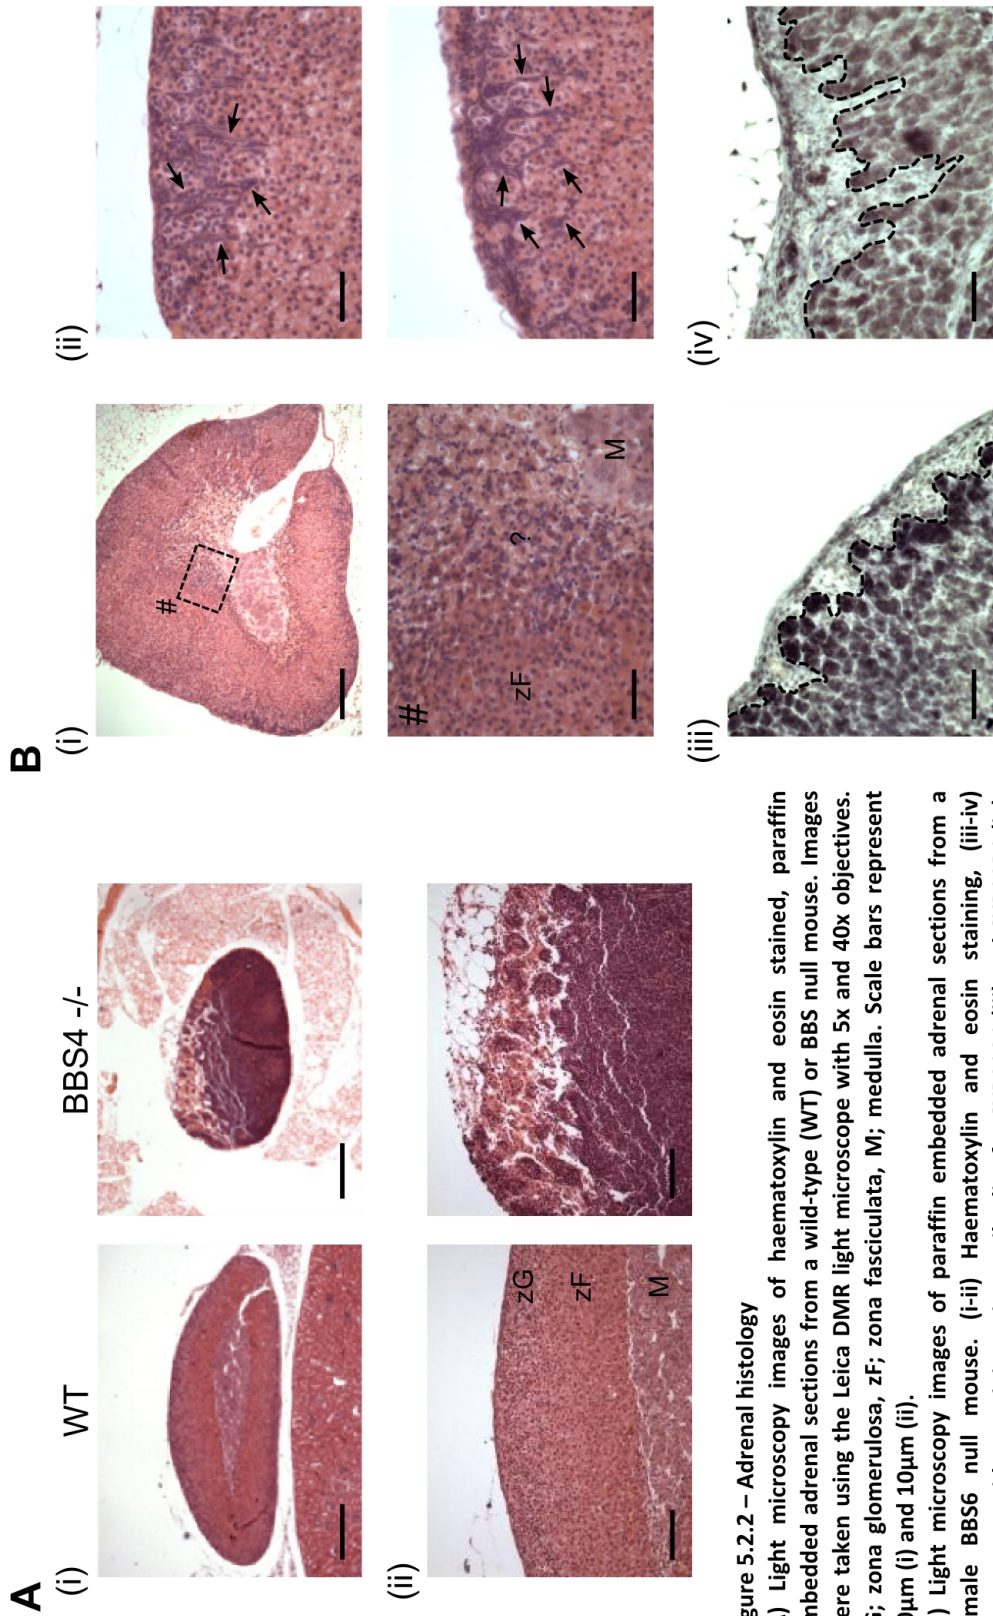 A
WT
BBS4 -/-
(i)
(ii)
zG
zF
M
B
(i)
#
(ii)
#
zF
?
M
(iii)
(iv)
gure 5.2.2 – Adrenal histology
) Light microscopy images of haematoxylin and eosin stained, paraffin
mbedded adrenal sections from a wild-type (WT) or BBS null mouse. Images
ere taken using the Leica DMR light microscope with 5x and 40x objectives.
; zona glomerulosa, zF; zona fasciculata, M; medulla. Scale bars represent
0µm (i) and 10µm (ii).
) Light microscopy images of paraffin embedded adrenal sections from a
male BBS6 null mouse. (i-ii) Haematoxylin and eosin staining, (iii-iv)